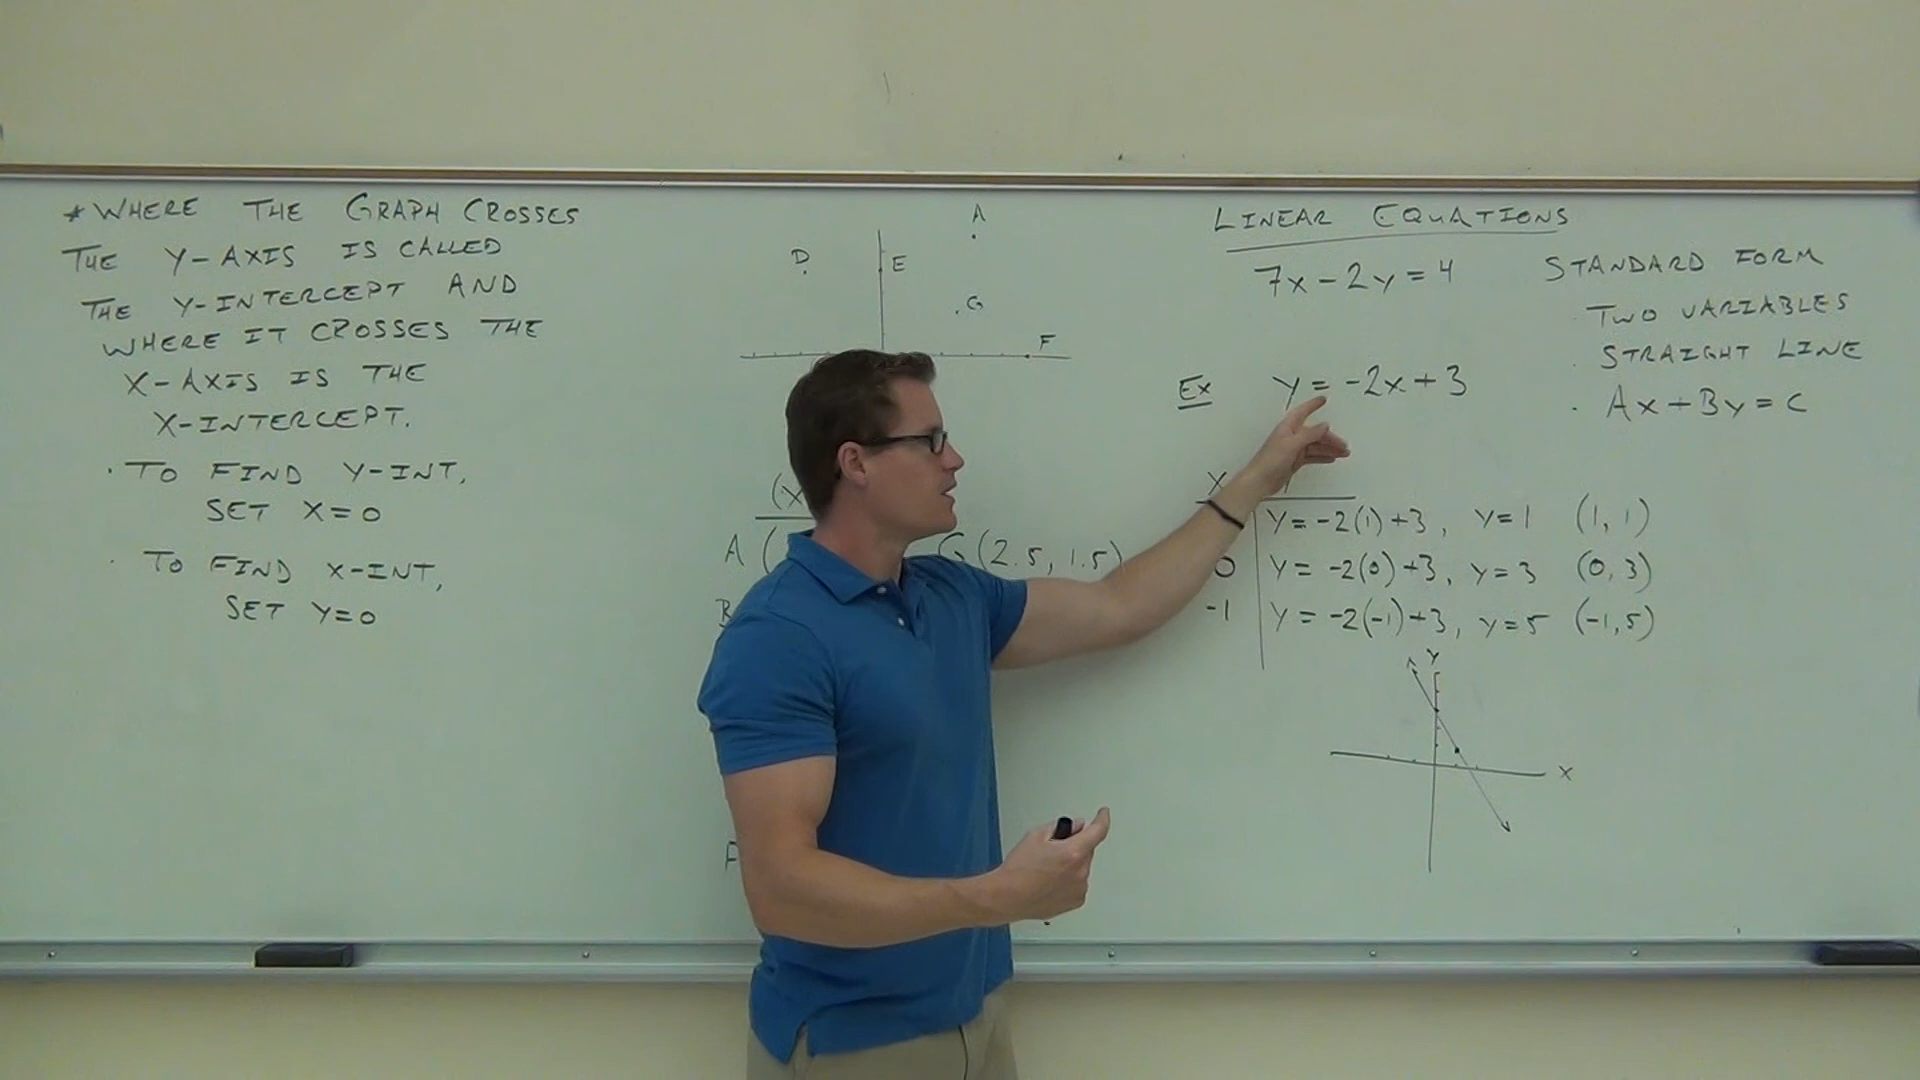 * WHERE THE GRAPH CROSSES
THE Y-AXIS IS CALLED
THE Y-INTERCEPT AND
WHERE IT CROSSES THE
X-AXIS IS THE
X-INTERCEPT.
· TO FIND Y-INT,
SET X=0
· TO FIND X-INT,
SET Y=0
A
D
E
G
F
(x
A (
G (2.5, 1.5)
B
F
LINEAR EQUATIONS
7x - 2y = 4
STANDARD FORM
· TWO VARIABLES
· STRAIGHT LINE
· Ax + By = C
Ex y = -2x + 3
X
Y = -2(1) + 3, Y = 1 (1, 1)
0 Y = -2(0) + 3, Y = 3 (0, 3)
-1 Y = -2(-1) + 3, Y = 5 (-1, 5)
Y
X